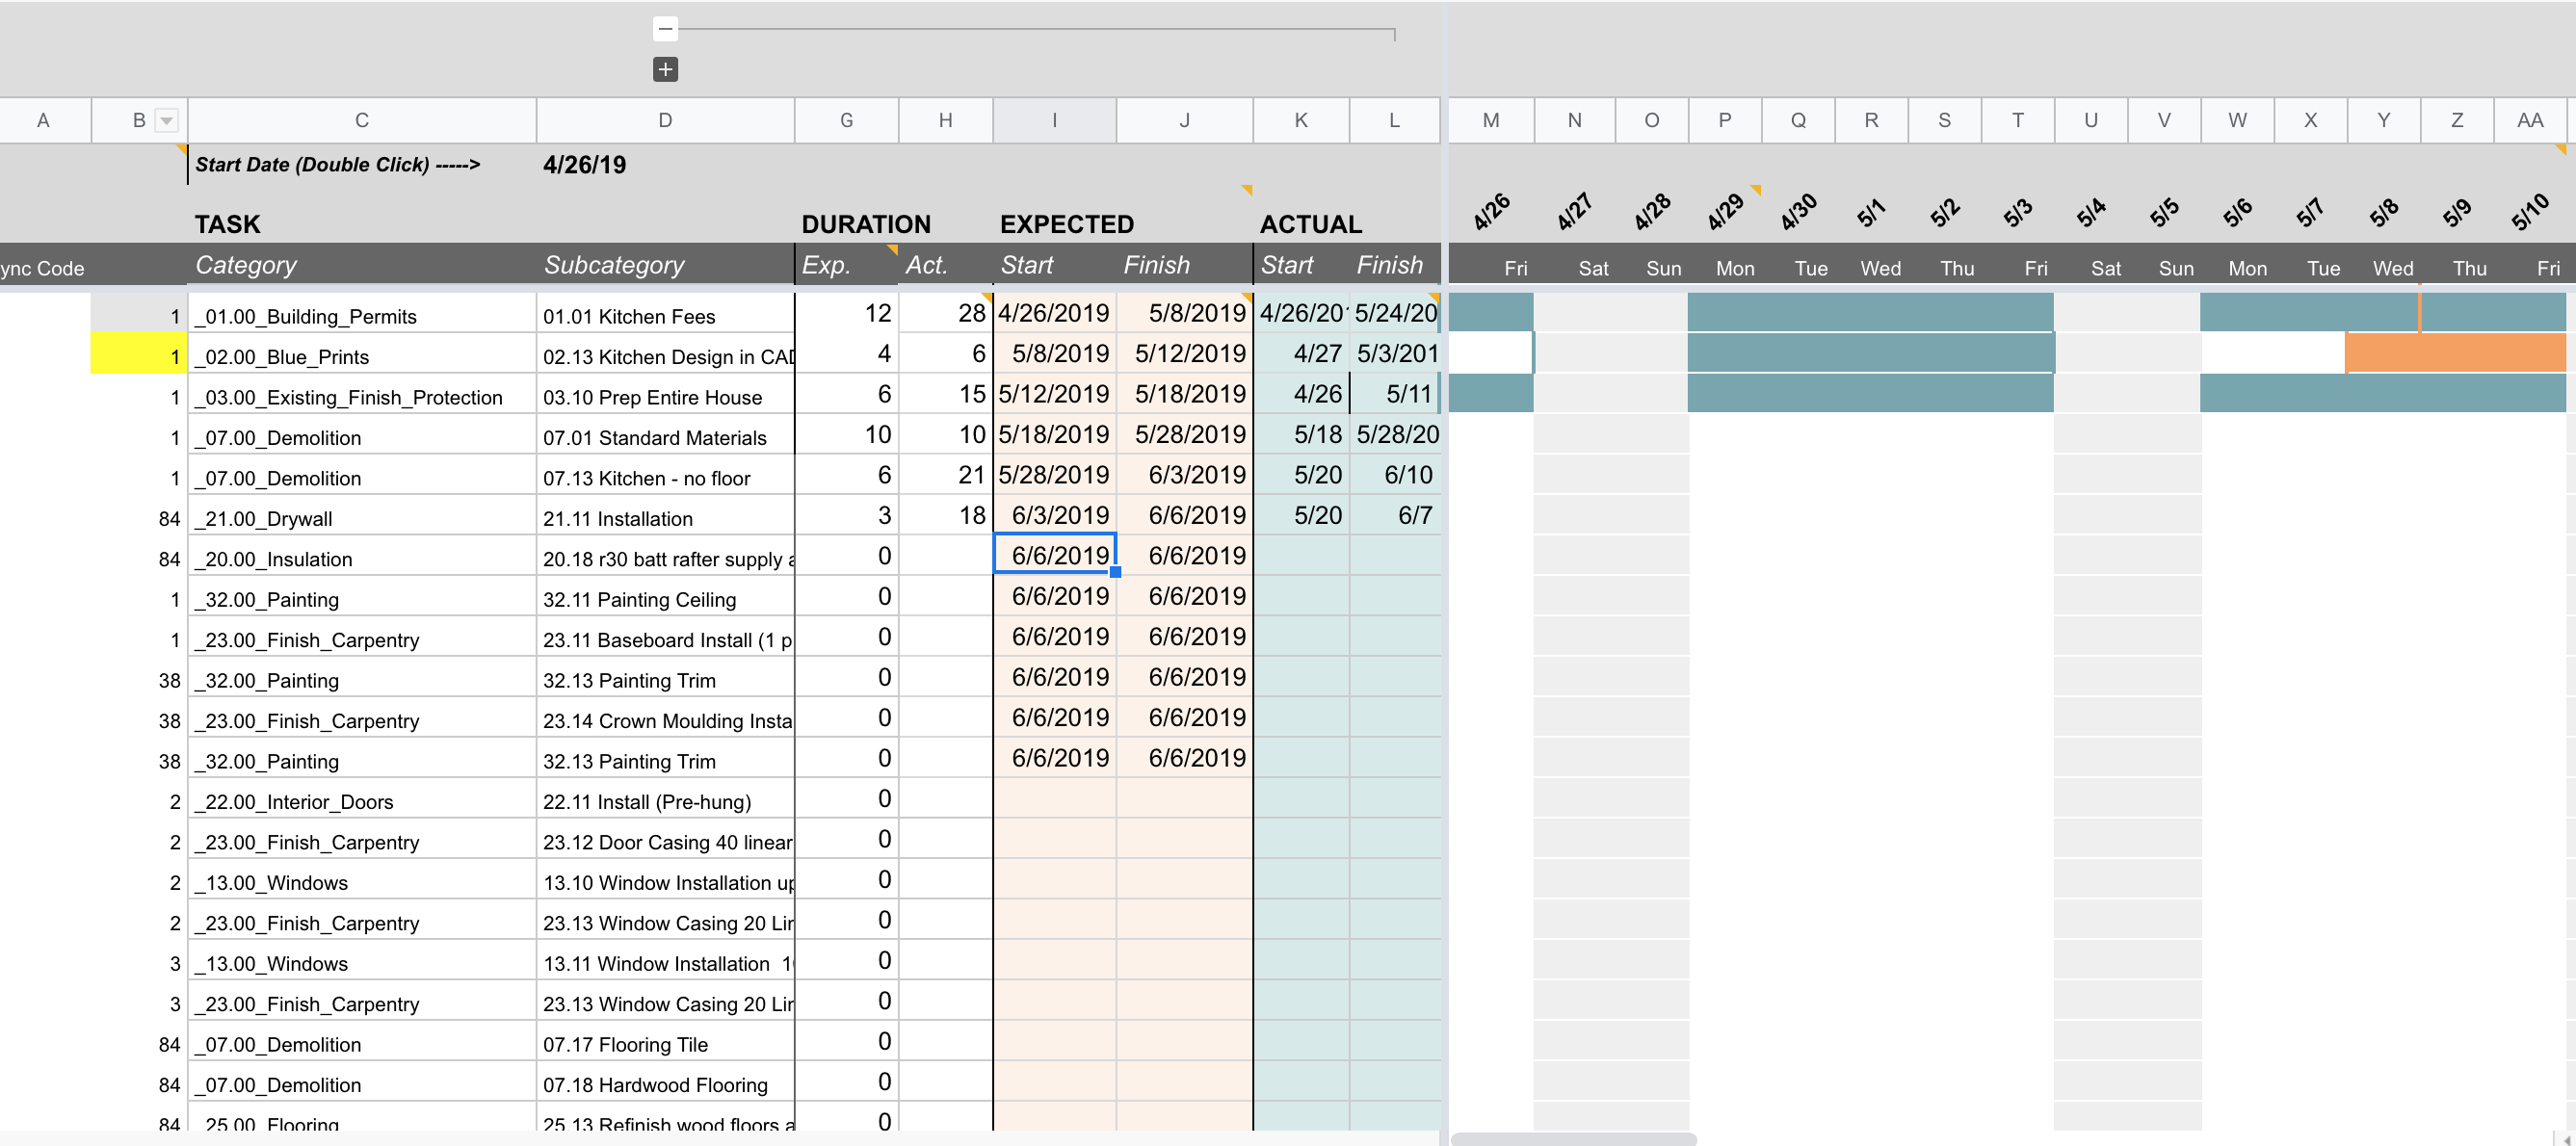 A B C D G H I J K L M N O P Q R S T U V W X Y Z AA
Start Date (Double Click) -----> 4/26/19
4/26 4/27 4/28 4/29 4/30 5/1 5/2 5/3 5/4 5/5 5/6 5/7 5/8 5/9 5/10
TASK DURATION EXPECTED ACTUAL
ync Code Category Subcategory Exp. Act. Start Finish Start Finish Fri Sat Sun Mon Tue Wed Thu Fri Sat Sun Mon Tue Wed Thu Fri
1 _01.00_Building_Permits 01.01 Kitchen Fees 12 28 4/26/2019 5/8/2019 4/26/20 5/24/20
1 _02.00_Blue_Prints 02.13 Kitchen Design in CAD 4 6 5/8/2019 5/12/2019 4/27 5/3/201
1 _03.00_Existing_Finish_Protection 03.10 Prep Entire House 6 15 5/12/2019 5/18/2019 4/26 5/11
1 _07.00_Demolition 07.01 Standard Materials 10 10 5/18/2019 5/28/2019 5/18 5/28/20
1 _07.00_Demolition 07.13 Kitchen - no floor 6 21 5/28/2019 6/3/2019 5/20 6/10
84 _21.00_Drywall 21.11 Installation 3 18 6/3/2019 6/6/2019 5/20 6/7
84 _20.00_Insulation 20.18 r30 batt rafter supply a 0 6/6/2019 6/6/2019
1 _32.00_Painting 32.11 Painting Ceiling 0 6/6/2019 6/6/2019
1 _23.00_Finish_Carpentry 23.11 Baseboard Install (1 p 0 6/6/2019 6/6/2019
38 _32.00_Painting 32.13 Painting Trim 0 6/6/2019 6/6/2019
38 _23.00_Finish_Carpentry 23.14 Crown Moulding Insta 0 6/6/2019 6/6/2019
38 _32.00_Painting 32.13 Painting Trim 0 6/6/2019 6/6/2019
2 _22.00_Interior_Doors 22.11 Install (Pre-hung) 0
2 _23.00_Finish_Carpentry 23.12 Door Casing 40 linear 0
2 _13.00_Windows 13.10 Window Installation up 0
2 _23.00_Finish_Carpentry 23.13 Window Casing 20 Lin 0
3 _13.00_Windows 13.11 Window Installation 1 0
3 _23.00_Finish_Carpentry 23.13 Window Casing 20 Lin 0
84 _07.00_Demolition 07.17 Flooring Tile 0
84 _07.00_Demolition 07.18 Hardwood Flooring 0
84 _25.00_Flooring 25.13 Refinish wood floors a 0